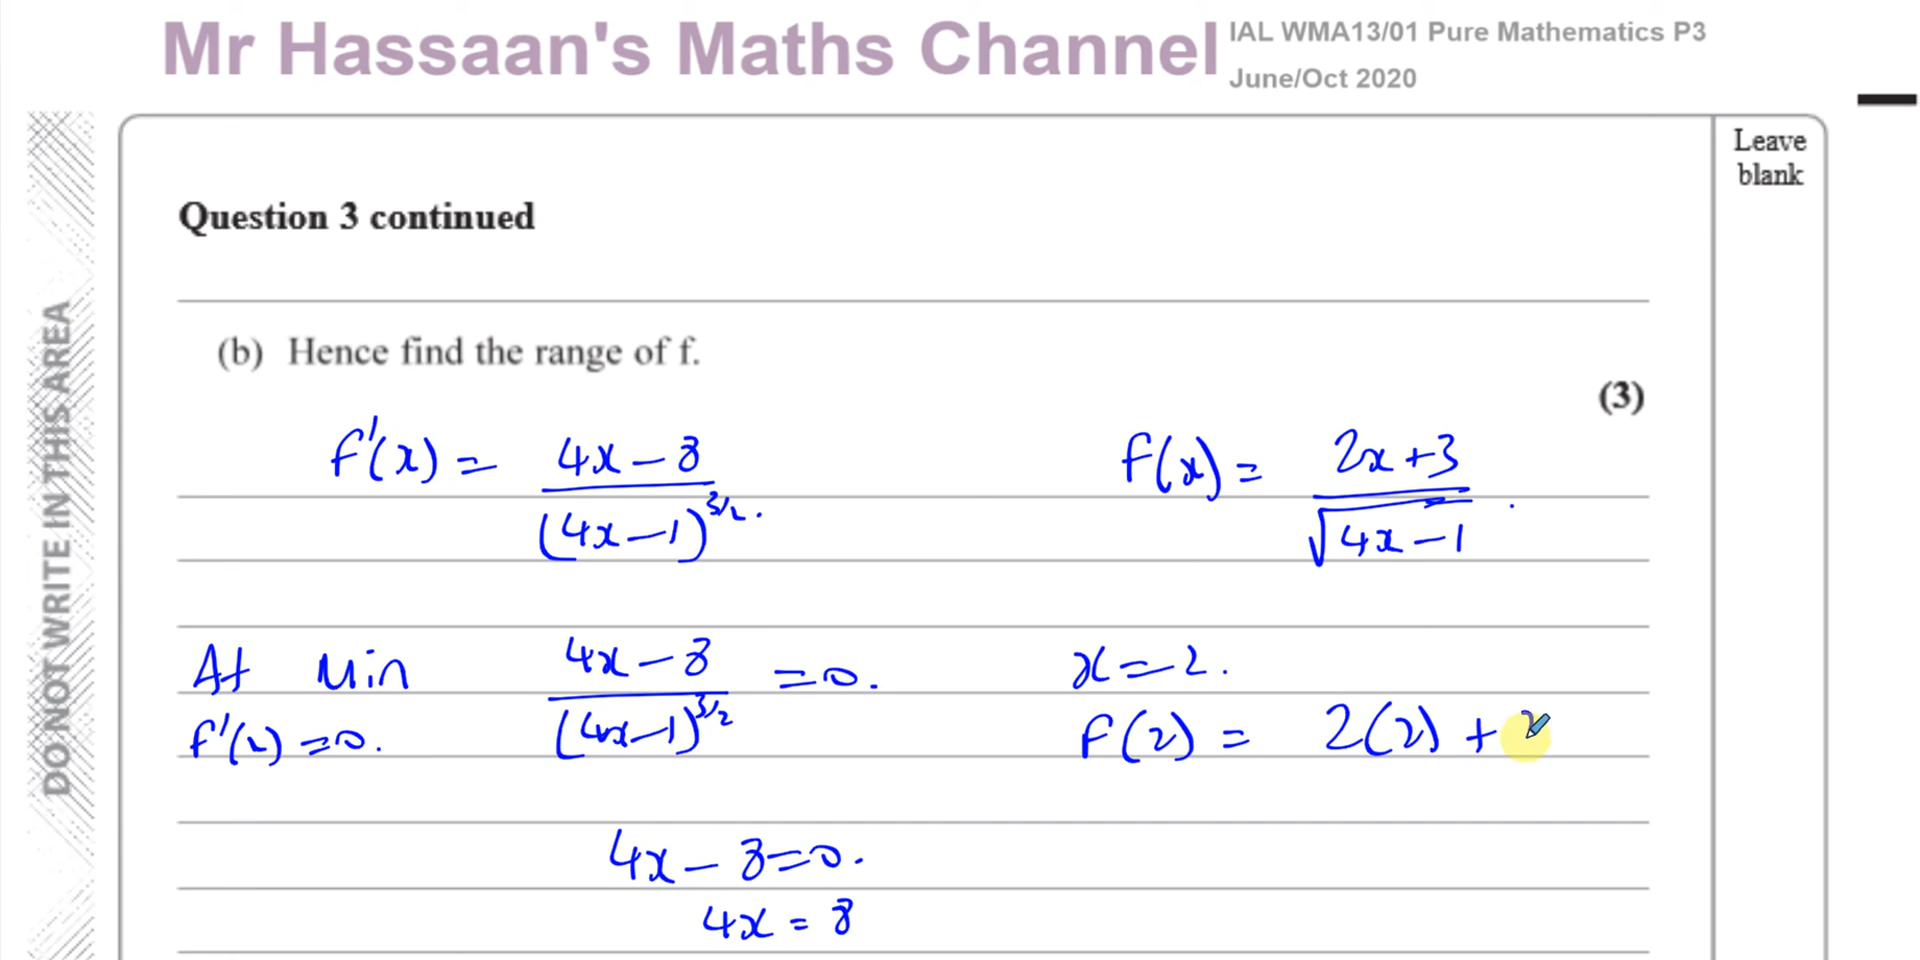 Mr Hassaan's Maths Channel
IAL WMA13/01 Pure Mathematics P3
June/Oct 2020
Leave
blank
DO NOT WRITE IN THIS AREA
Question 3 continued
(b) Hence find the range of f.
(3)
f'(x) = (4x-8)/(4x-1)^3/2.
f(x) = (2x+3)/√(4x-1).
At Min (4x-8)/(4x-1)^3/2 = 0.
f'(x) = 0.
4x - 8 = 0.
4x = 8
x = 2.
f(2) = 2(2) +